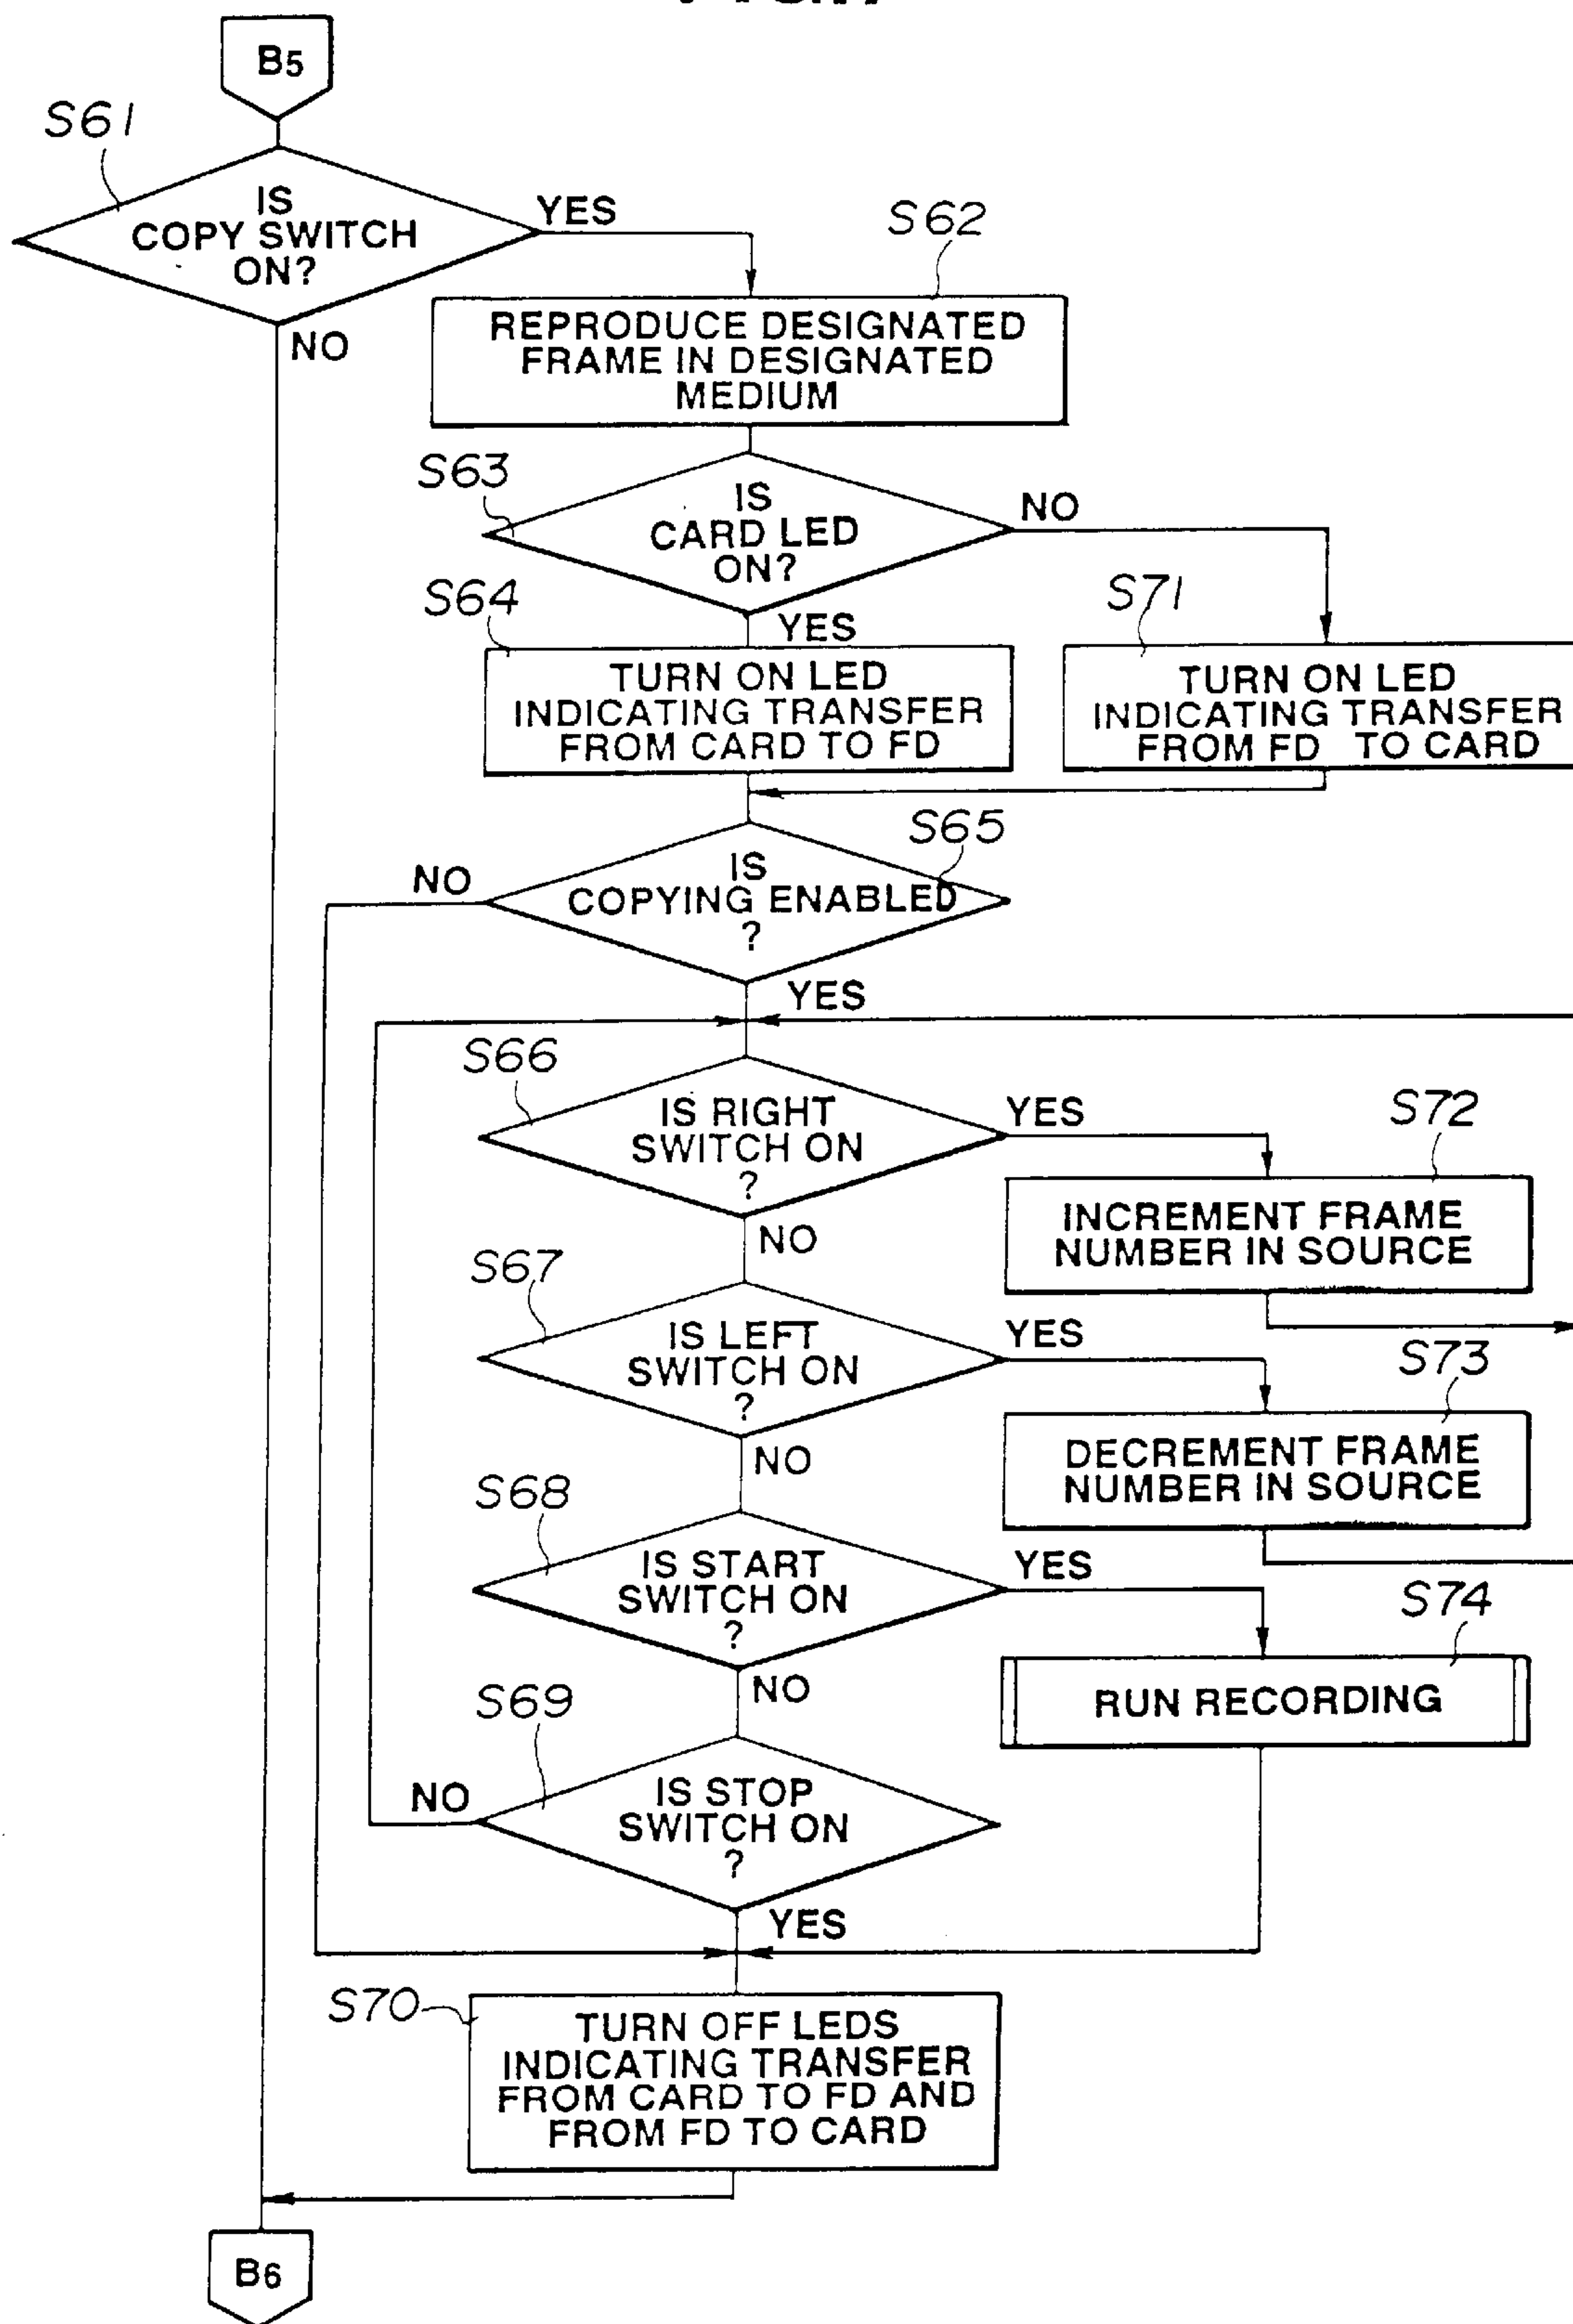 B5
S61
IS
COPY SWITCH
ON?
YES
NO
S62
REPRODUCE DESIGNATED
FRAME IN DESIGNATED
MEDIUM
S63
IS
CARD LED
ON?
NO
YES
S64
TURN ON LED
INDICATING TRANSFER
FROM CARD TO FD
S71
TURN ON LED
INDICATING TRANSFER
FROM FD TO CARD
S65
IS
COPYING ENABLED
?
NO
YES
S66
IS RIGHT
SWITCH ON
?
YES
NO
S72
INCREMENT FRAME
NUMBER IN SOURCE
S67
IS LEFT
SWITCH ON
?
YES
NO
S73
DECREMENT FRAME
NUMBER IN SOURCE
S68
IS START
SWITCH ON
?
YES
NO
S74
RUN RECORDING
S69
IS STOP
SWITCH ON
?
NO
YES
S70
TURN OFF LEDS
INDICATING TRANSFER
FROM CARD TO FD AND
FROM FD TO CARD
B6